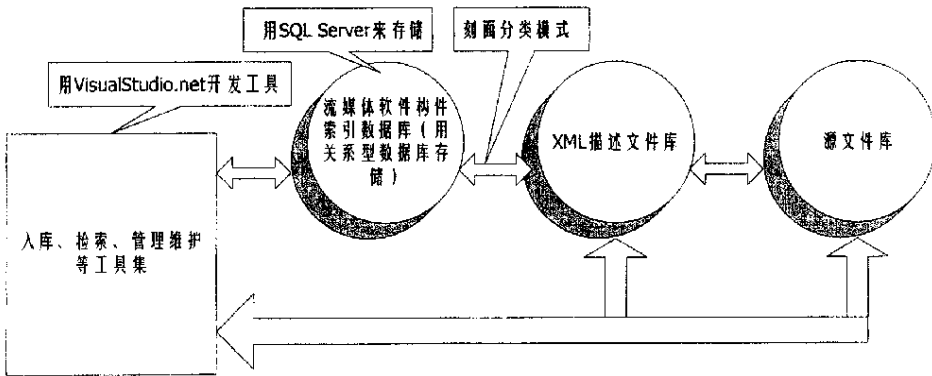 用SQL Server来存储
刻面分类模式
用VisualStudio.net开发工具
流媒体软件构件
索引数据库（用
关系型数据库存
储）
XML描述文件库
源文件库
入库、检索、管理维护
等工具集